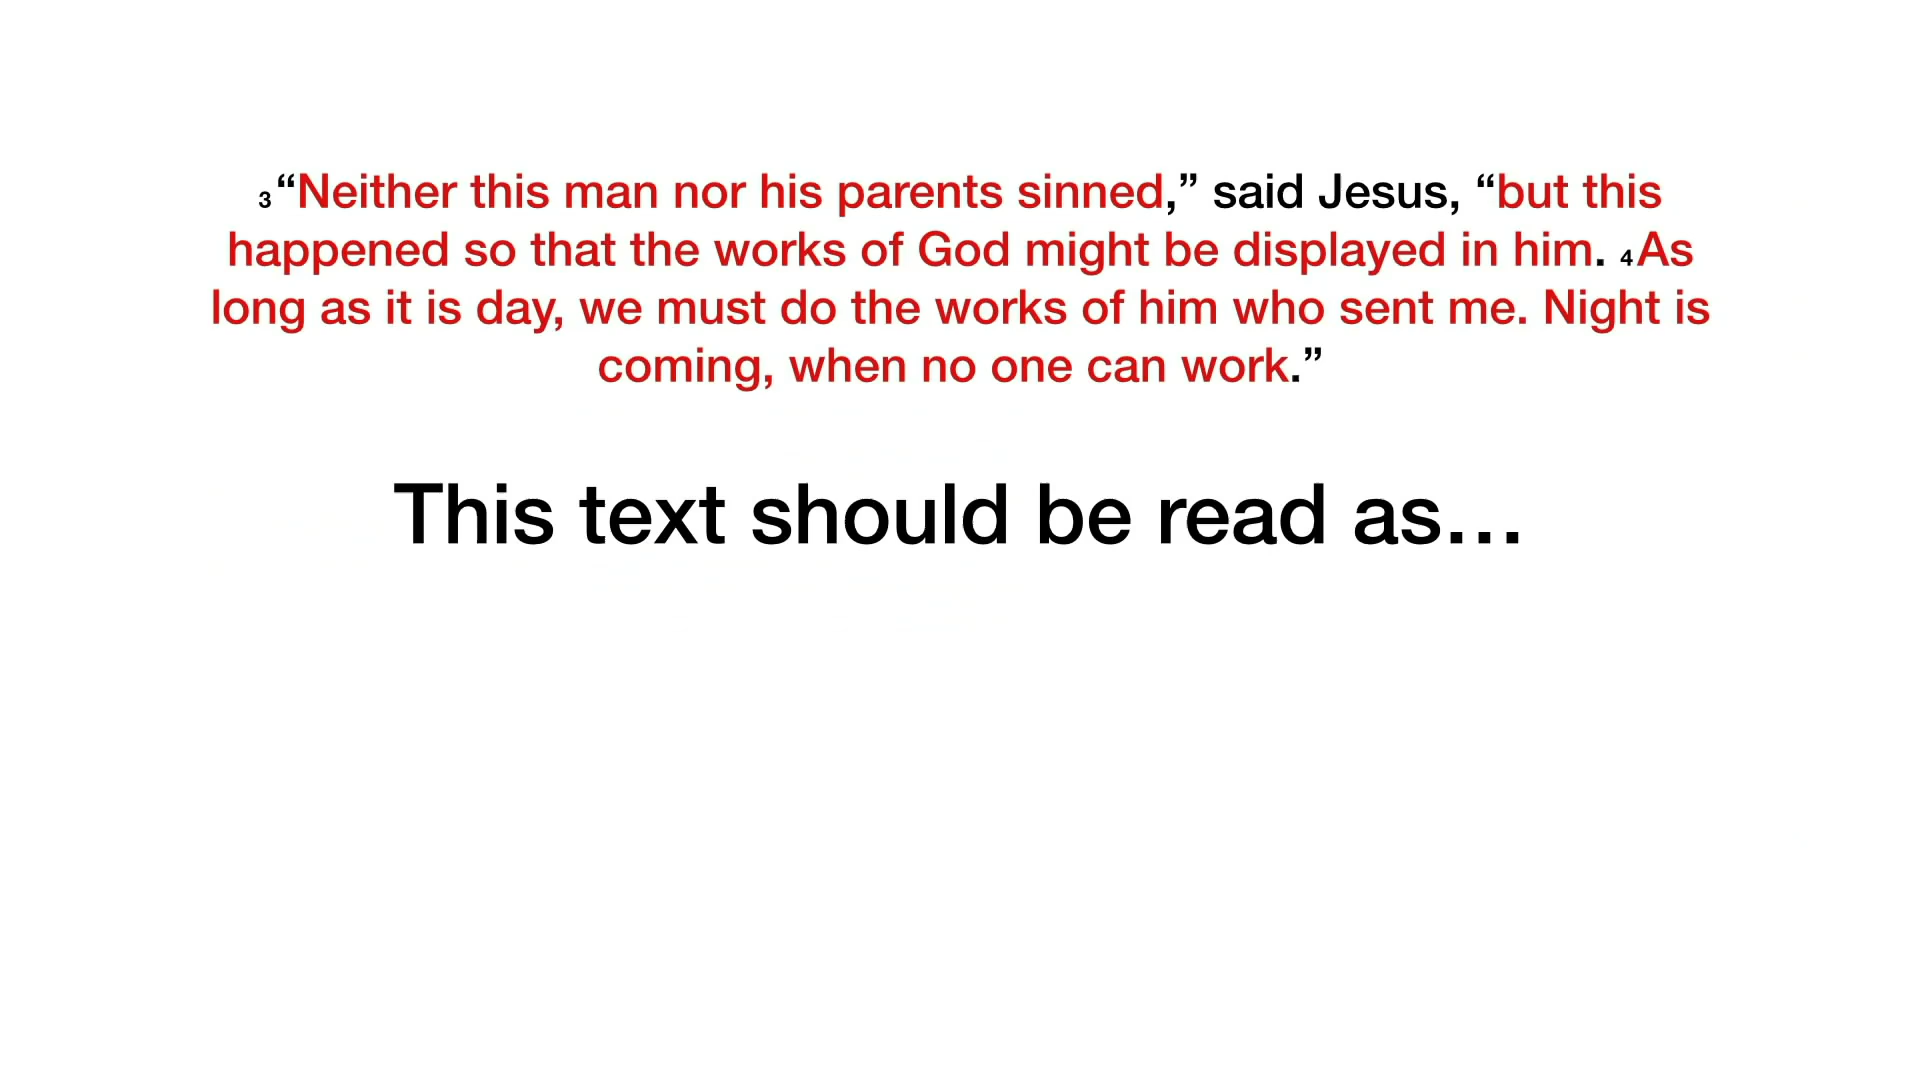 3“Neither this man nor his parents sinned,” said Jesus, “but this
happened so that the works of God might be displayed in him. 4As
long as it is day, we must do the works of him who sent me. Night is
coming, when no one can work.”
This text should be read as…